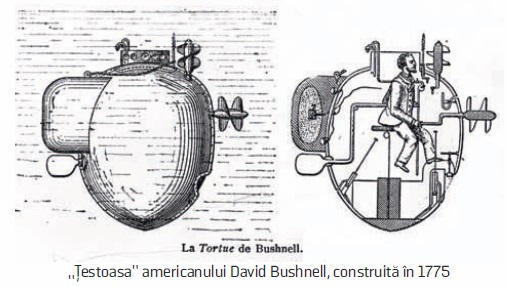 La Tortue de Bushnell.
,,Țestoasa" americanului David Bushnell, construită în 1775